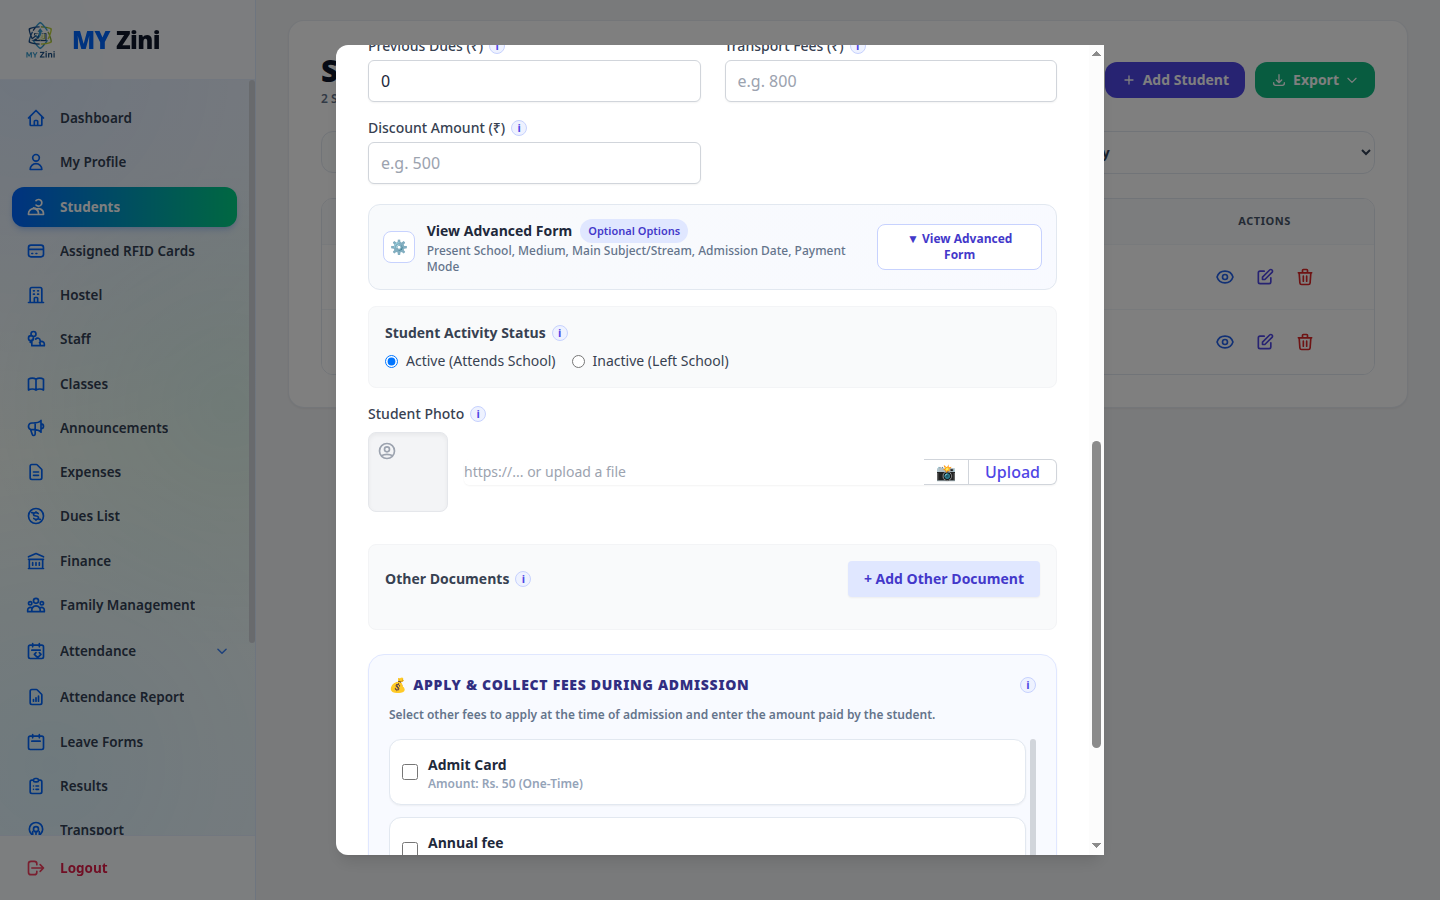 MY Zini
MY Zini
Dashboard
My Profile
Students
Assigned RFID Cards
Hostel
Staff
Classes
Announcements
Expenses
Dues List
Finance
Family Management
Attendance
Attendance Report
Leave Forms
Results
Transport
Logout
S
2 S
+ Add Student
Export
y
ACTIONS
Previous Dues (₹) i
Transport Fees (₹) i
0
e.g. 800
Discount Amount (₹) i
e.g. 500
View Advanced Form Optional Options
Present School, Medium, Main Subject/Stream, Admission Date, Payment
Mode
▼ View Advanced
Form
Student Activity Status i
Active (Attends School)
Inactive (Left School)
Student Photo i
https://... or upload a file
Upload
Other Documents i
+ Add Other Document
APPLY & COLLECT FEES DURING ADMISSION i
Select other fees to apply at the time of admission and enter the amount paid by the student.
Admit Card
Amount: Rs. 50 (One-Time)
Annual fee